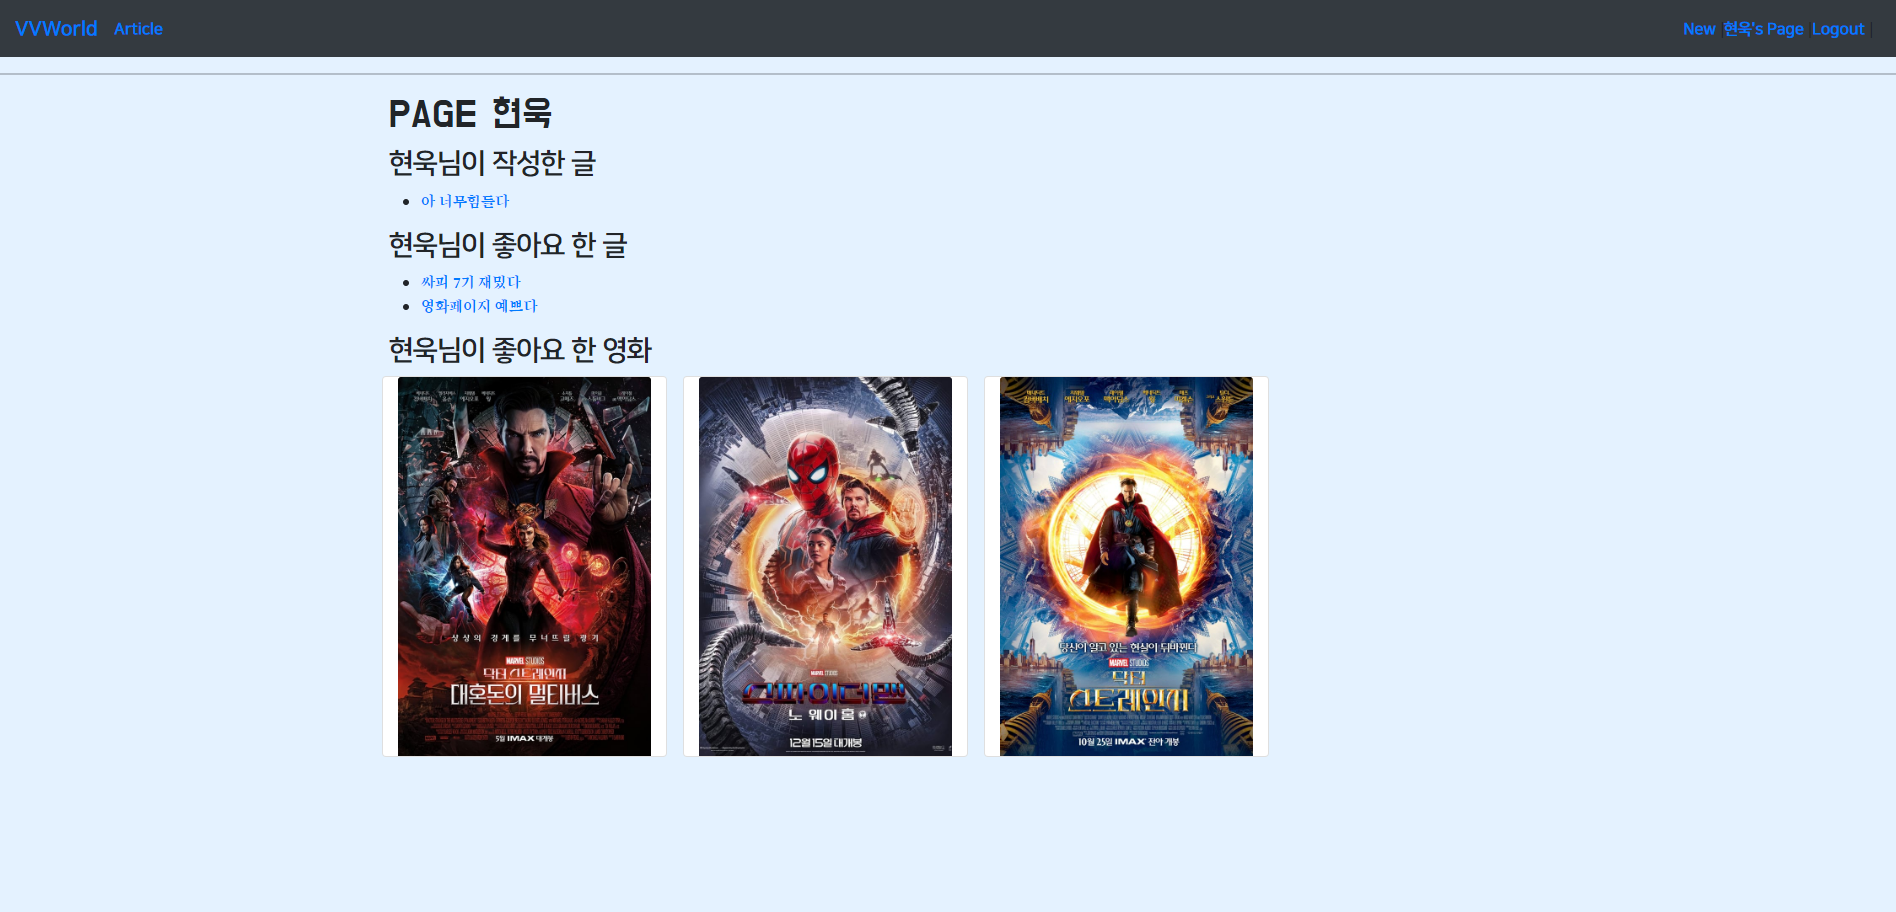 VVWorld Article New 현욱's Page Logout
PAGE 현욱
현욱님이 작성한 글
아 너무힘들다
현욱님이 좋아요 한 글
싸피 7기 재밌다
영화페이지 예쁘다
현욱님이 좋아요 한 영화
상상의 경계를 무너뜨릴 광기
MARVEL STUDIOS
닥터 스트레인지
대혼돈의 멀티버스
5월 IMAX 대개봉
MARVEL STUDIOS
스파이더맨
노 웨이 홈
12월 15일 대개봉
당신이 알고 있는 현실이 뒤바뀐다
MARVEL STUDIOS
닥터
스트레인지
10월 25일 IMAX 전야 개봉